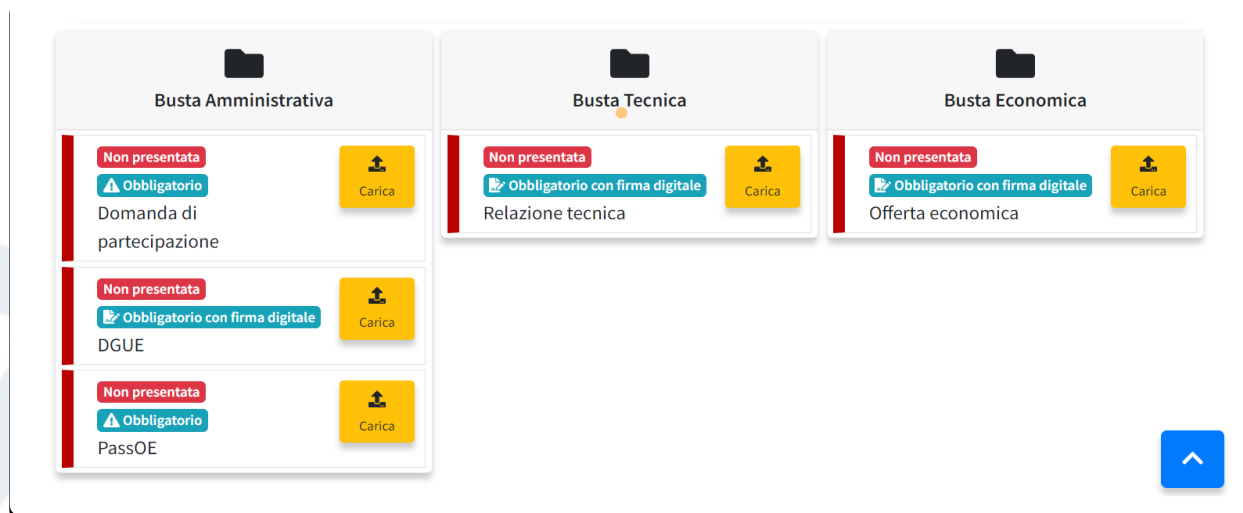 Busta Amministrativa
Non presentata
Obbligatorio
Domanda di
partecipazione
Carica
Non presentata
Obbligatorio con firma digitale
DGUE
Carica
Non presentata
Obbligatorio
PassOE
Carica
Busta Tecnica
Non presentata
Obbligatorio con firma digitale
Relazione tecnica
Carica
Busta Economica
Non presentata
Obbligatorio con firma digitale
Offerta economica
Carica